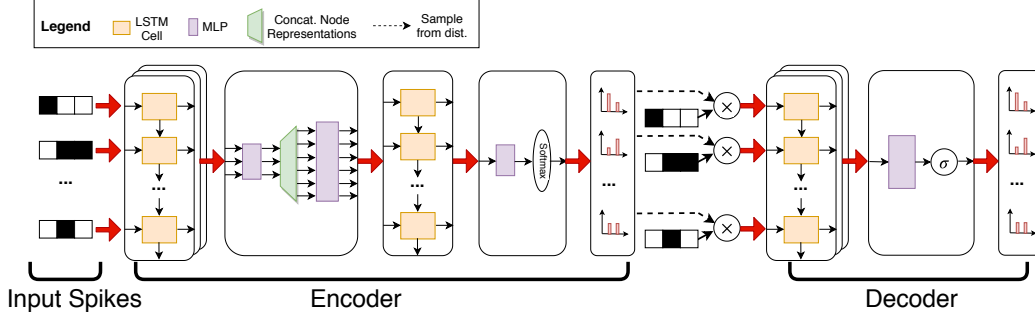 Legend
LSTM
Cell
MLP
Concat. Node
Representations
Sample
from dist.
...
...
...
Softmax
...
×
×
×
...
σ
...
Input Spikes
Encoder
Decoder